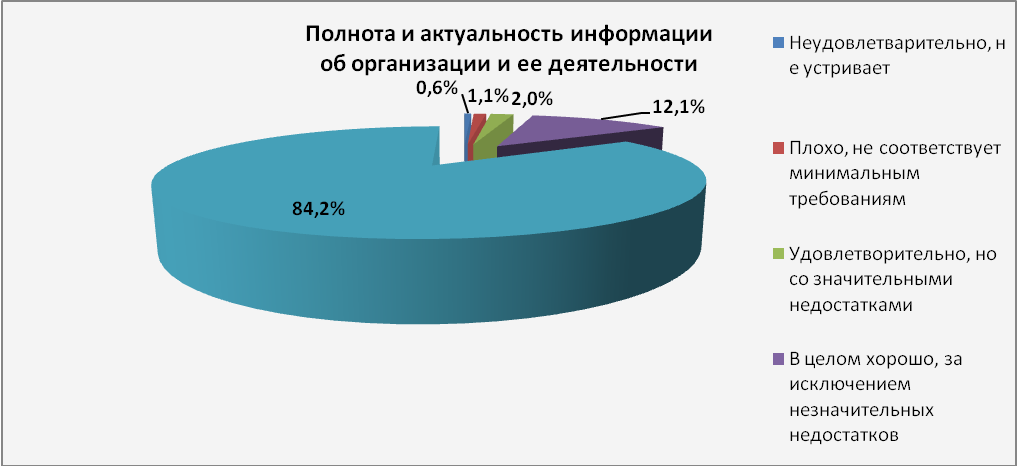 Полнота и актуальность информации
об организации и ее деятельности
0,6%
1,1%
2,0%
12,1%
84,2%
Неудовлетварительно, н
е устривает
Плохо, не соответствует
минимальным
требованиям
Удовлетворительно, но
со значительными
недостатками
В целом хорошо, за
исключением
незначительных
недостатков